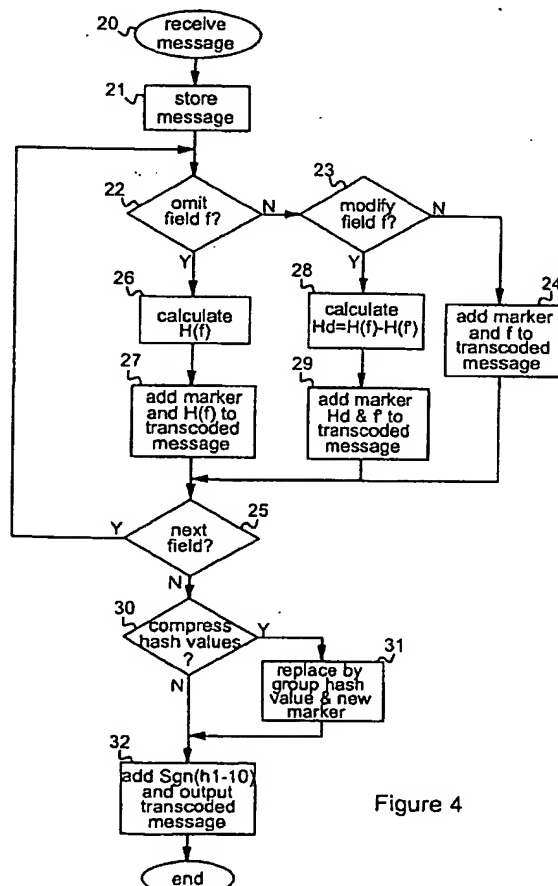 20
receive
message
21
store
message
22
omit
field f?
N
Y
23
modify
field f?
N
Y
26
calculate
H(f)
28
calculate
Hd=H(f)-H(f')
24
add marker
and f to
transcoded
message
27
add marker
and H(f) to
transcoded
message
29
add marker
Hd & f' to
transcoded
message
25
next
field?
Y
N
30
compress
hash values
?
Y
N
31
replace by
group hash
value & new
marker
32
add Sgn(h1-10)
and output
transcoded
message
end
Figure 4